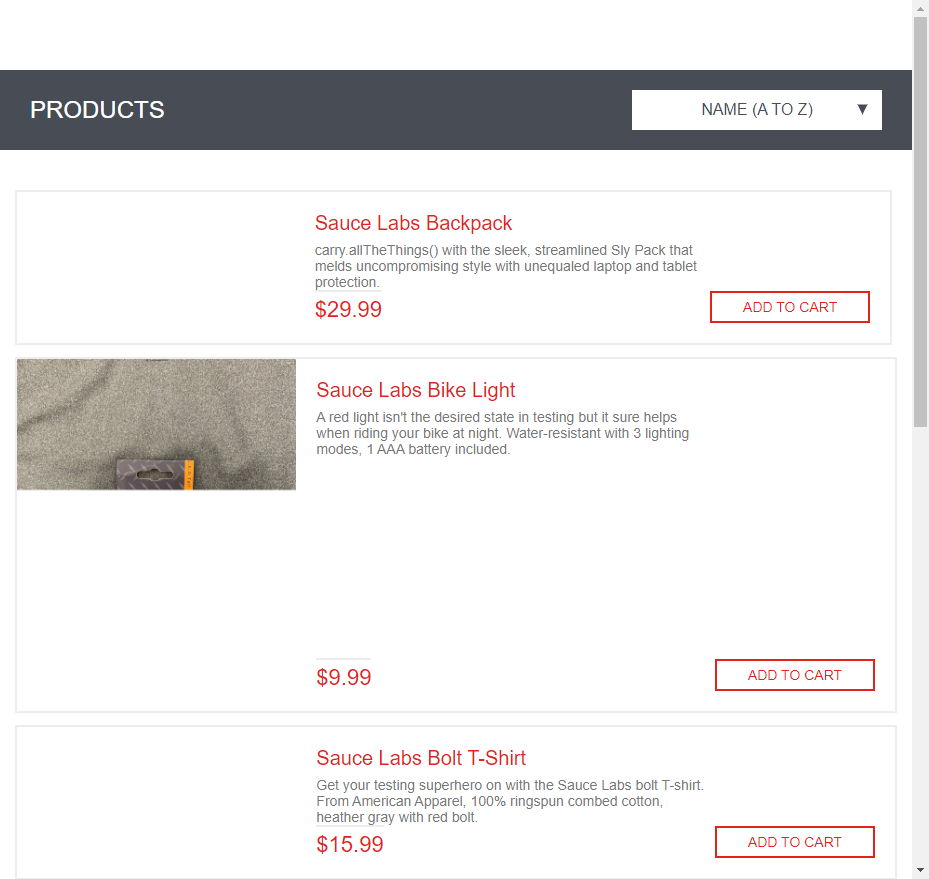 PRODUCTS
NAME (A TO Z) ▼
Sauce Labs Backpack
carry.allTheThings() with the sleek, streamlined Sly Pack that
melds uncompromising style with unequaled laptop and tablet
protection.
$29.99
ADD TO CART
Sauce Labs Bike Light
A red light isn't the desired state in testing but it sure helps
when riding your bike at night. Water-resistant with 3 lighting
modes, 1 AAA battery included.
$9.99
ADD TO CART
Sauce Labs Bolt T-Shirt
Get your testing superhero on with the Sauce Labs bolt T-shirt.
From American Apparel, 100% ringspun combed cotton,
heather gray with red bolt.
$15.99
ADD TO CART